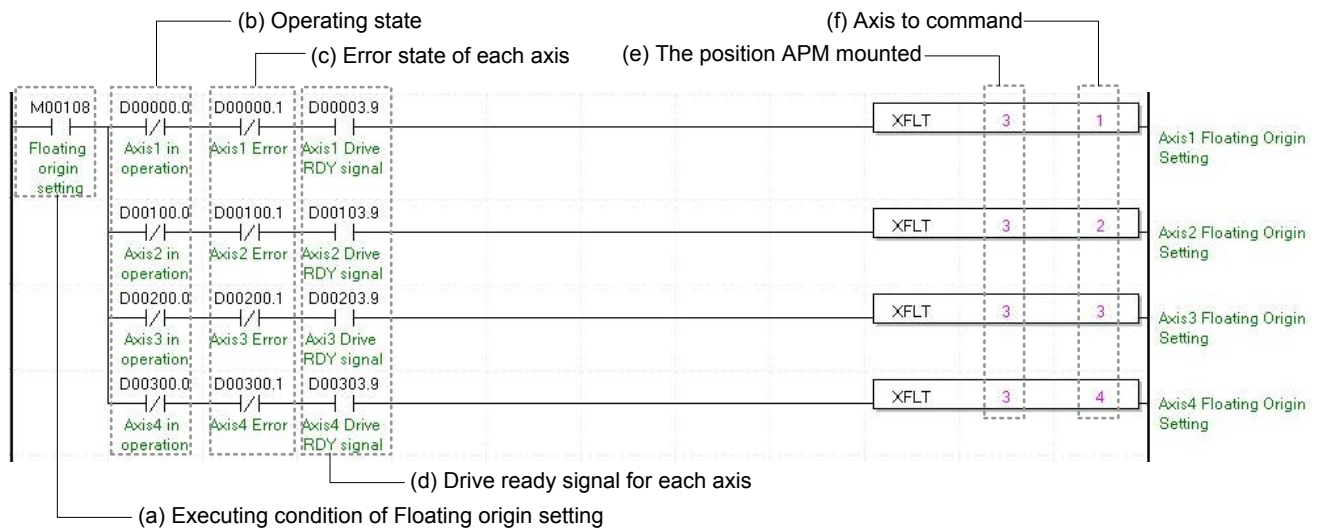 (b) Operating state
(f) Axis to command
(c) Error state of each axis
(e) The position APM mounted
M00108 D00000.0 D00000.1 D00003.9
XFLT 3 1
Floating origin setting
Axis1 in operation
Axis1 Error
Axis1 Drive RDY signal
Axis1 Floating Origin Setting
D00100.0 D00100.1 D00103.9
XFLT 3 2
Axis2 in operation
Axis2 Error
Axis2 Drive RDY signal
Axis2 Floating Origin Setting
D00200.0 D00200.1 D00203.9
XFLT 3 3
Axis3 in operation
Axis3 Error
Axi3 Drive RDY signal
Axis3 Floating Origin Setting
D00300.0 D00300.1 D00303.9
XFLT 3 4
Axis4 in operation
Axis4 Error
Axis4 Drive RDY signal
Axis4 Floating Origin Setting
(d) Drive ready signal for each axis
(a) Executing condition of Floating origin setting